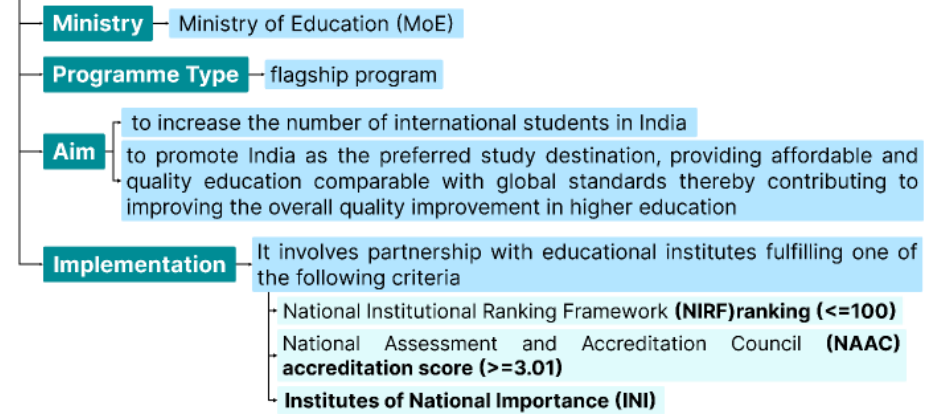 Ministry
Ministry of Education (MoE)
Programme Type
flagship program
Aim
to increase the number of international students in India
to promote India as the preferred study destination, providing affordable and
quality education comparable with global standards thereby contributing to
improving the overall quality improvement in higher education
Implementation
It involves partnership with educational institutes fulfilling one of
the following criteria
National Institutional Ranking Framework (NIRF)ranking (<=100)
National Assessment and Accreditation Council (NAAC)
accreditation score (>=3.01)
Institutes of National Importance (INI)